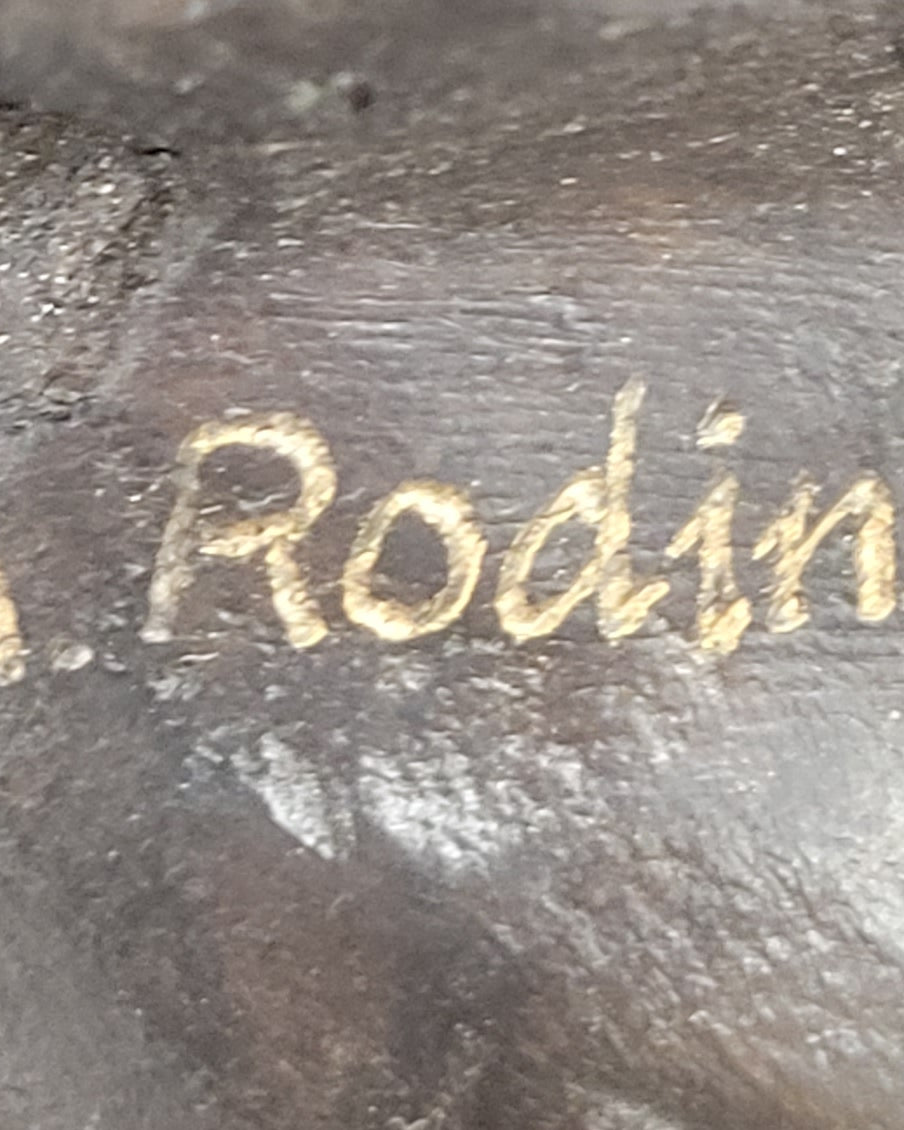 . Rodin